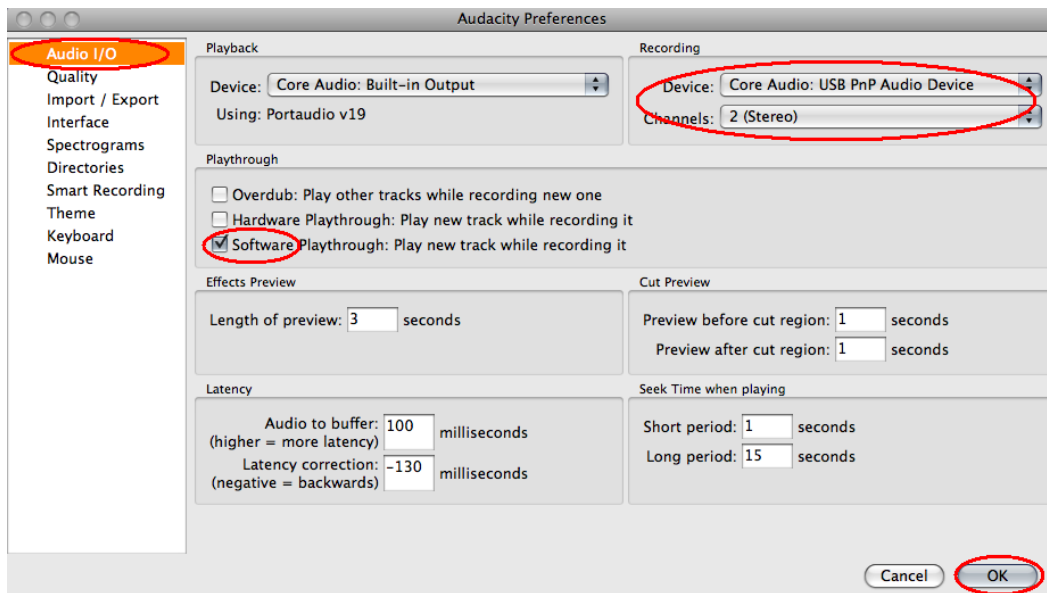 Audacity Preferences
Audio I/O
Quality
Import / Export
Interface
Spectrograms
Directories
Smart Recording
Theme
Keyboard
Mouse
Playback
Device: Core Audio: Built-in Output
Using: Portaudio v19
Recording
Device: Core Audio: USB PnP Audio Device
Channels: 2 (Stereo)
Playthrough
Overdub: Play other tracks while recording new one
Hardware Playthrough: Play new track while recording it
Software Playthrough: Play new track while recording it
Effects Preview
Length of preview: 3 seconds
Cut Preview
Preview before cut region: 1 seconds
Preview after cut region: 1 seconds
Latency
Audio to buffer: 100 milliseconds
(higher = more latency)
Latency correction: -130 milliseconds
(negative = backwards)
Seek Time when playing
Short period: 1 seconds
Long period: 15 seconds
Cancel
OK